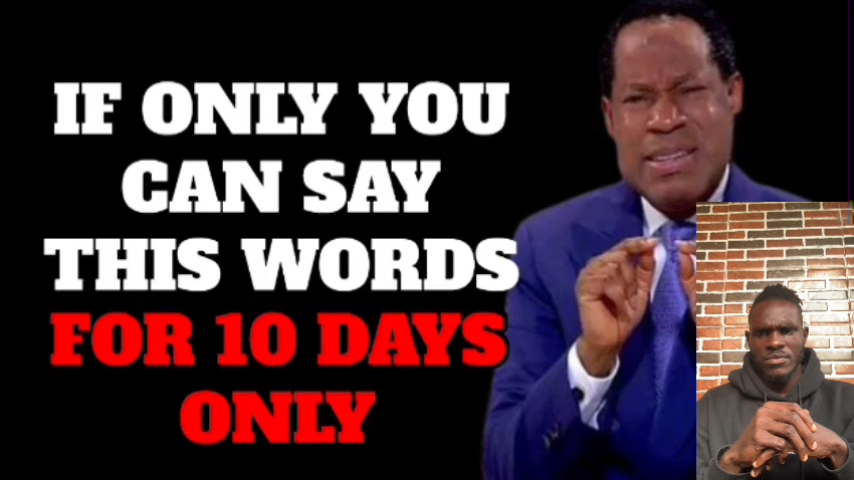 IF ONLY YOU
CAN SAY
THIS WORDS
FOR 10 DAYS
ONLY